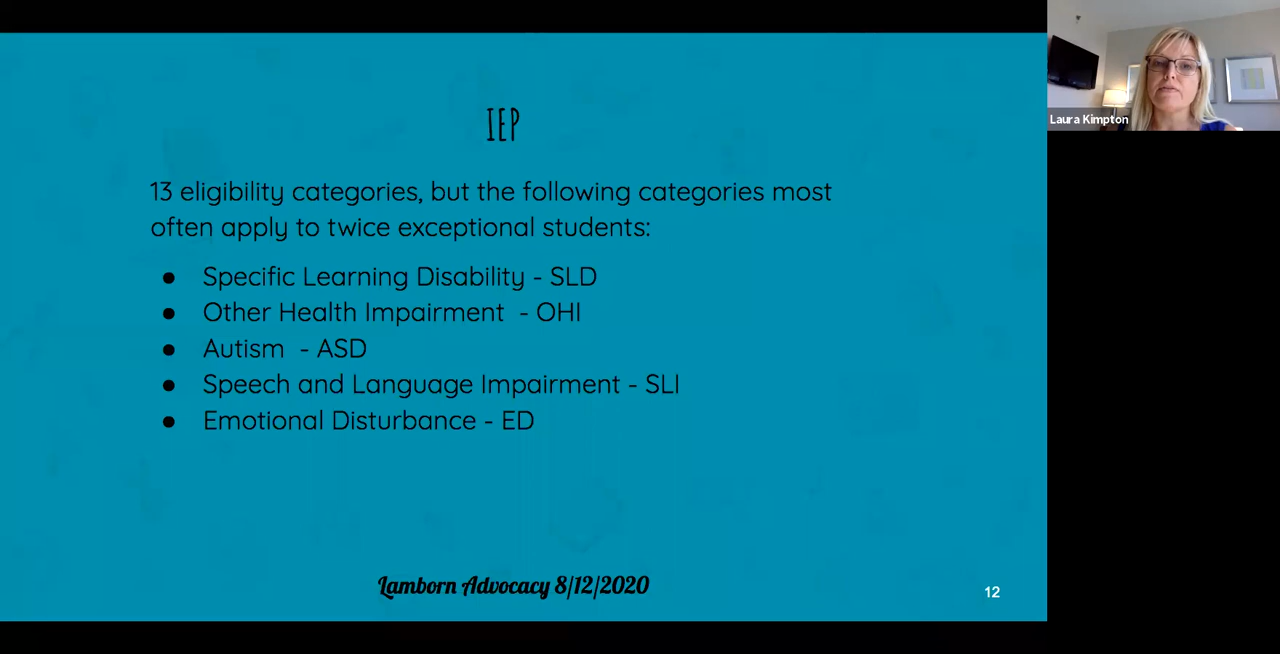 IEP
13 eligibility categories, but the following categories most
often apply to twice exceptional students:
● Specific Learning Disability - SLD
● Other Health Impairment  - OHI
● Autism  - ASD
● Speech and Language Impairment - SLI
● Emotional Disturbance - ED
Lamborn Advocacy 8/12/2020
12
Laura Kimpton